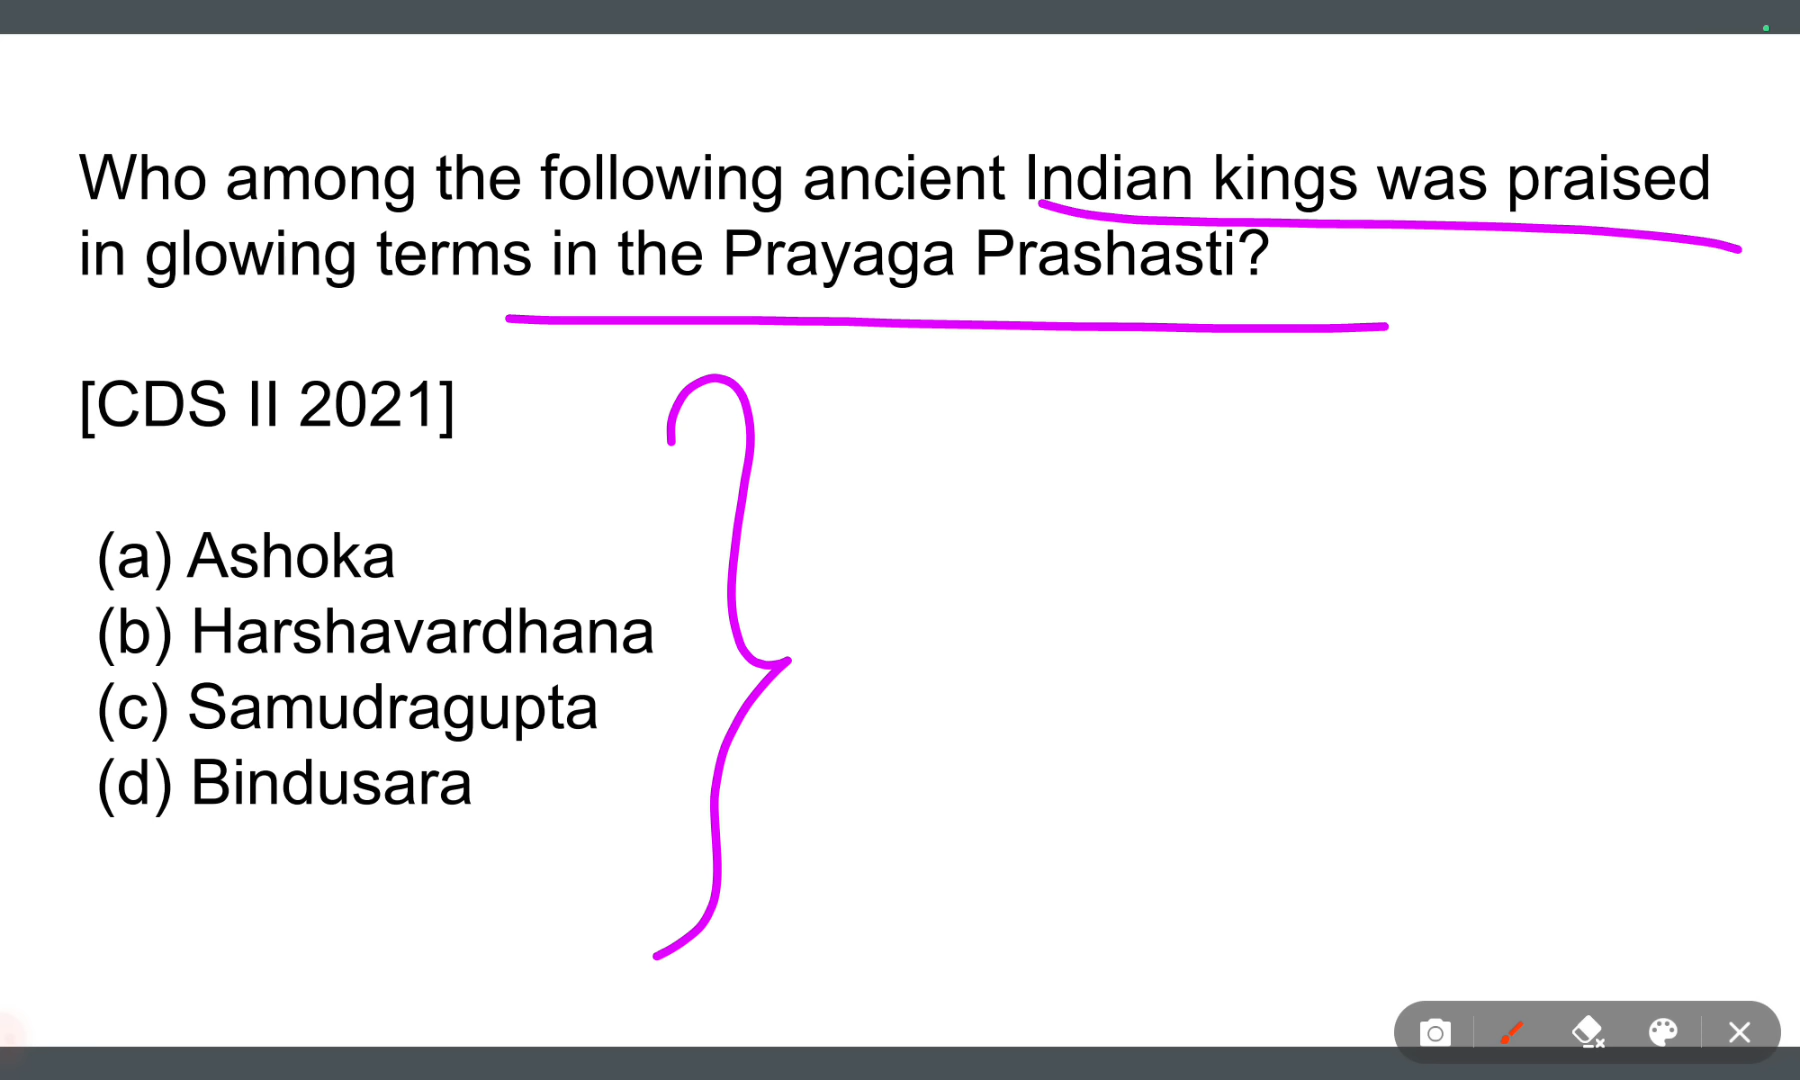 Who among the following ancient Indian kings was praised
in glowing terms in the Prayaga Prashasti?
[CDS II 2021]
(a) Ashoka
(b) Harshavardhana
(c) Samudragupta
(d) Bindusara